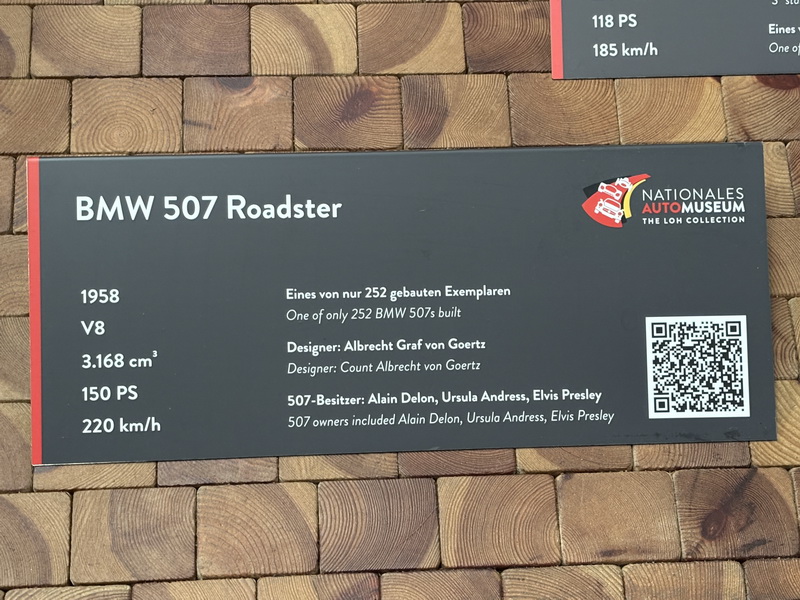 3
118 PS
185 km/h
Eines
One of
BMW 507 Roadster
NATIONALES
AUTOMUSEUM
THE LOH COLLECTION
1958
V8
3.168 cm³
150 PS
220 km/h
Eines von nur 252 gebauten Exemplaren
One of only 252 BMW 507s built
Designer: Albrecht Graf von Goertz
Designer: Count Albrecht von Goertz
507-Besitzer: Alain Delon, Ursula Andress, Elvis Presley
507 owners included Alain Delon, Ursula Andress, Elvis Presley